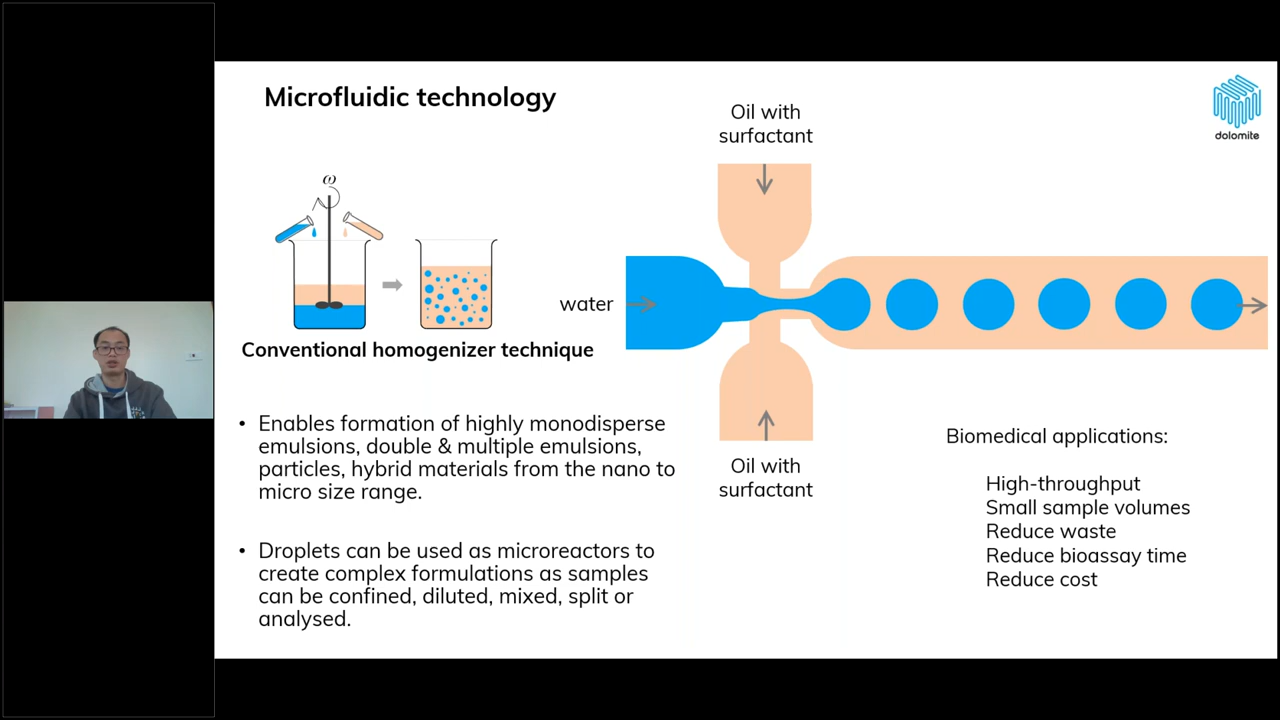 Microfluidic technology
dolomite
Oil with
surfactant
ω
water
Conventional homogenizer technique
• Enables formation of highly monodisperse
emulsions, double & multiple emulsions,
particles, hybrid materials from the nano to
micro size range.
• Droplets can be used as microreactors to
create complex formulations as samples
can be confined, diluted, mixed, split or
analysed.
Oil with
surfactant
Biomedical applications:
High-throughput
Small sample volumes
Reduce waste
Reduce bioassay time
Reduce cost